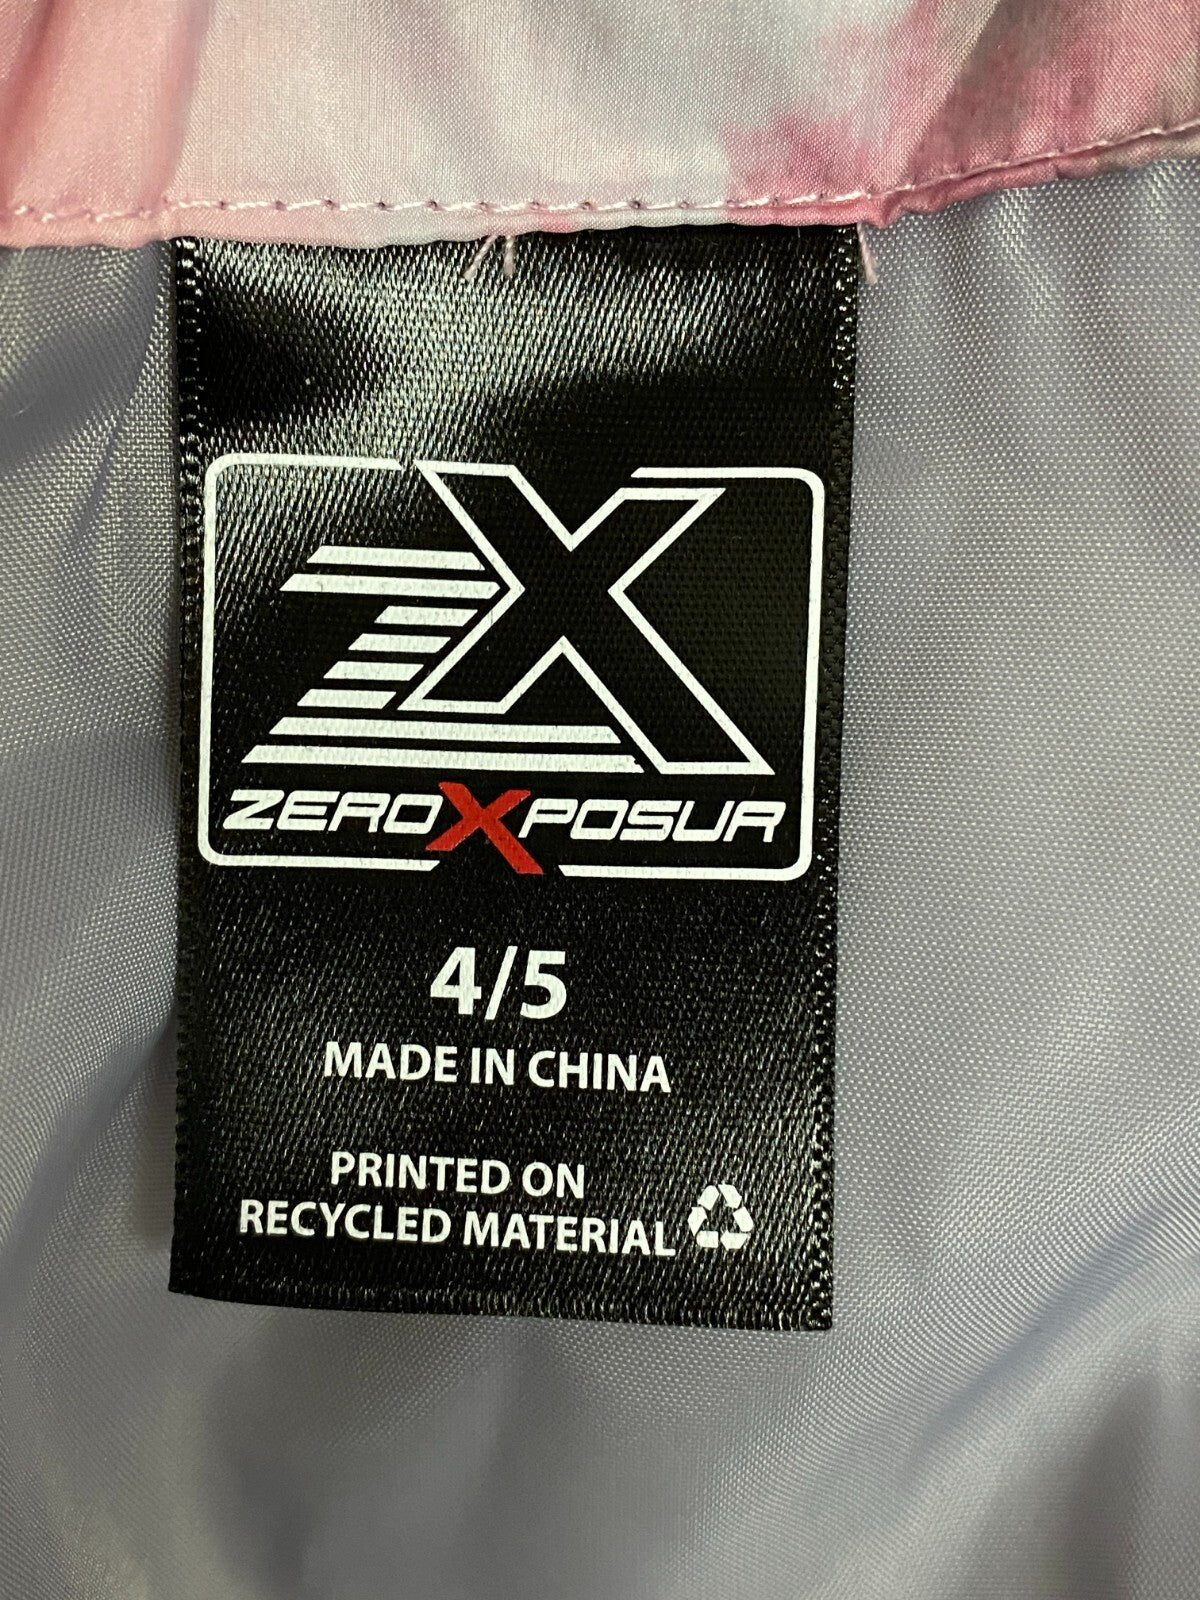 ZX
ZEROXPOSUR
4/5
MADE IN CHINA
PRINTED ON
RECYCLED MATERIAL